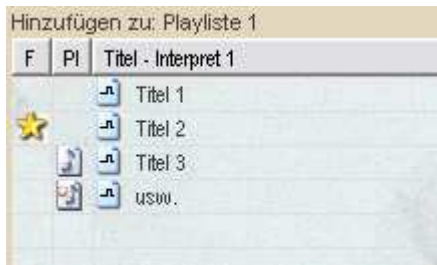 Hinzufügen zu: Playliste 1
F Pl Titel - Interpret 1
Titel 1
Titel 2
Titel 3
usw.